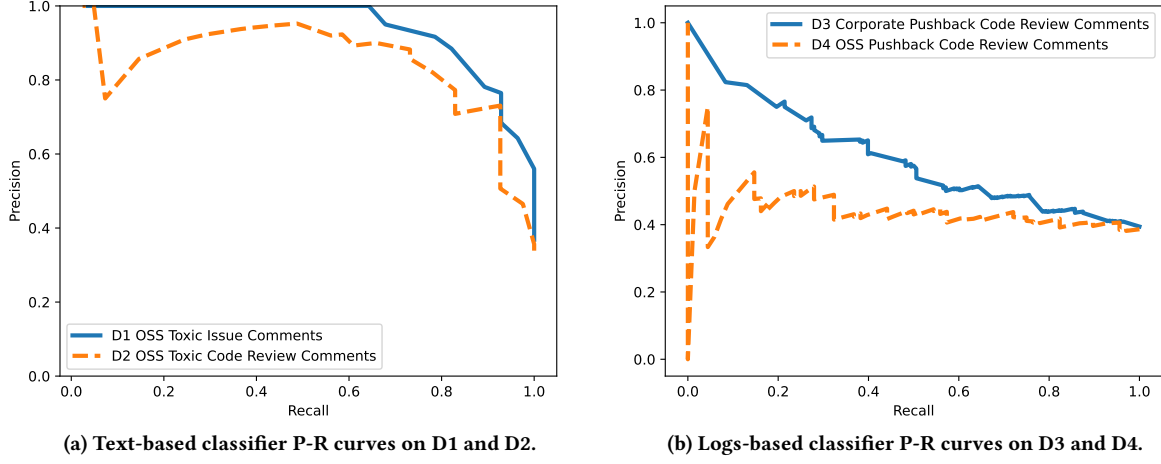 1.0
0.8
0.6
0.4
0.2
0.0
Precision
0.0 0.2 0.4 0.6 0.8 1.0
Recall
D1 OSS Toxic Issue Comments
D2 OSS Toxic Code Review Comments
(a) Text-based classifier P-R curves on D1 and D2.
1.0
0.8
0.6
0.4
0.2
0.0
Precision
0.0 0.2 0.4 0.6 0.8 1.0
Recall
D3 Corporate Pushback Code Review Comments
D4 OSS Pushback Code Review Comments
(b) Logs-based classifier P-R curves on D3 and D4.